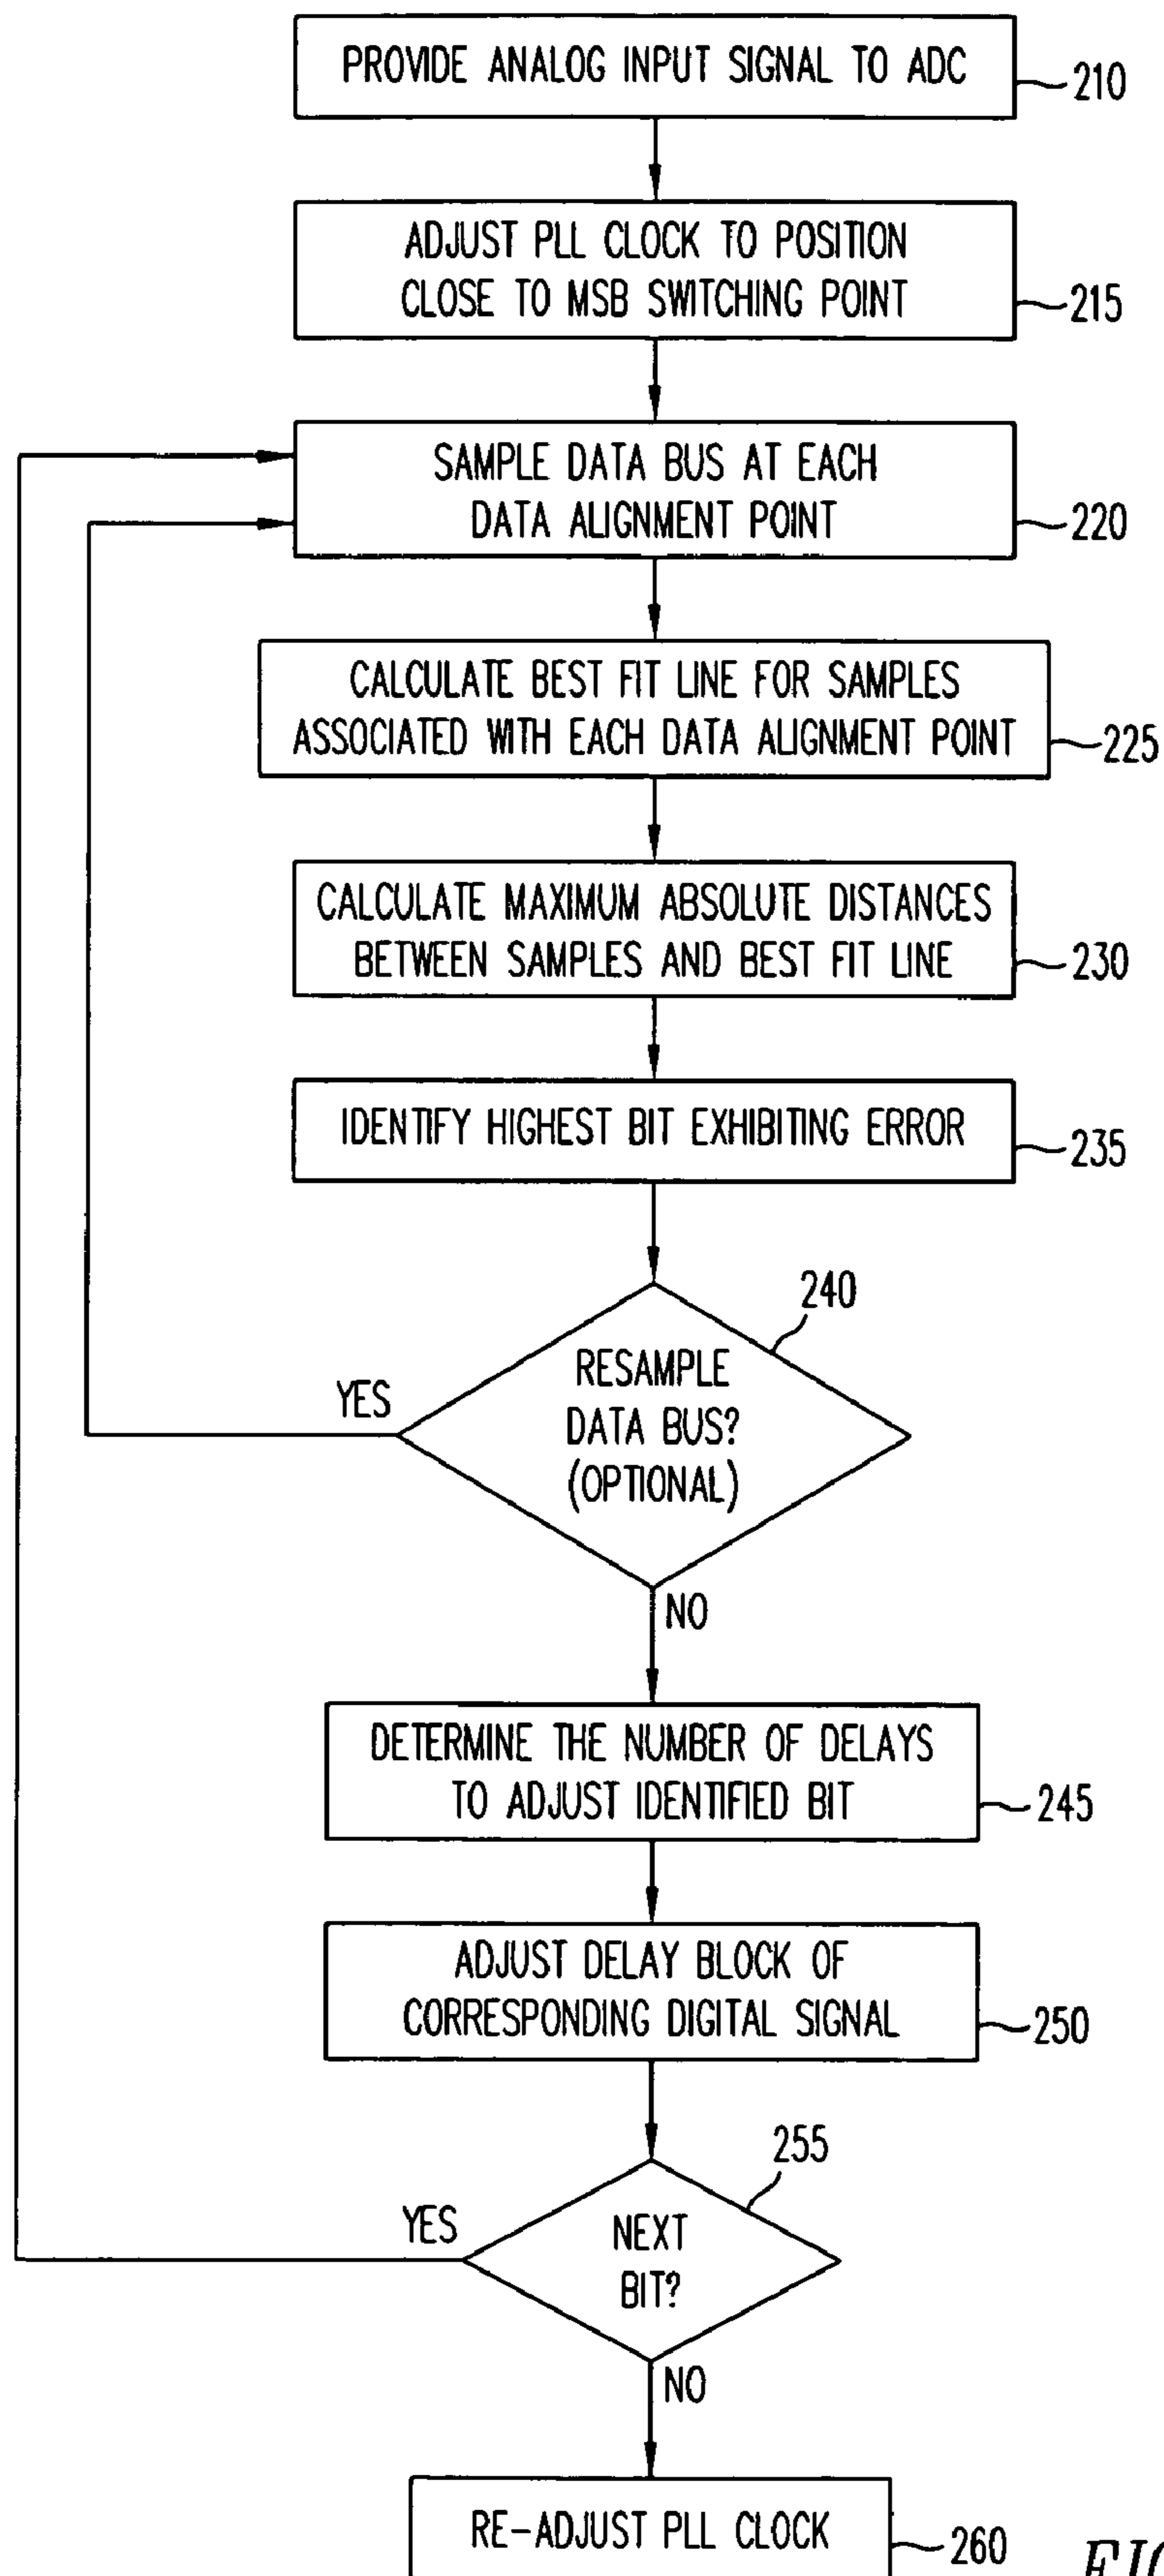 PROVIDE ANALOG INPUT SIGNAL TO ADC
210
ADJUST PLL CLOCK TO POSITION
CLOSE TO MSB SWITCHING POINT
215
SAMPLE DATA BUS AT EACH
DATA ALIGNMENT POINT
220
CALCULATE BEST FIT LINE FOR SAMPLES
ASSOCIATED WITH EACH DATA ALIGNMENT POINT
225
CALCULATE MAXIMUM ABSOLUTE DISTANCES
BETWEEN SAMPLES AND BEST FIT LINE
230
IDENTIFY HIGHEST BIT EXHIBITING ERROR
235
240
RESAMPLE
DATA BUS?
(OPTIONAL)
YES
NO
DETERMINE THE NUMBER OF DELAYS
TO ADJUST IDENTIFIED BIT
245
ADJUST DELAY BLOCK OF
CORRESPONDING DIGITAL SIGNAL
250
255
YES
NEXT
BIT?
NO
RE-ADJUST PLL CLOCK
260